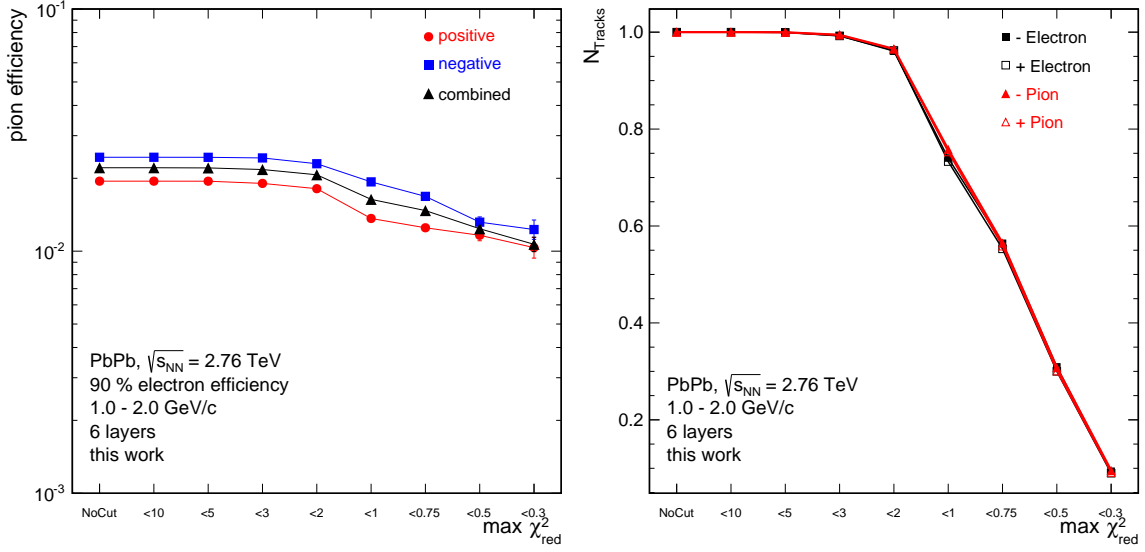 pion efficiency
10⁻¹
10⁻²
10⁻³
positive
negative
combined
PbPb, √s_NN = 2.76 TeV
90 % electron efficiency
1.0 - 2.0 GeV/c
6 layers
this work
NoCut <10 <5 <3 <2 <1 <0.75 <0.5 <0.3
max χ²_red
N_Tracks
1.0
0.8
0.6
0.4
0.2
- Electron
+ Electron
- Pion
+ Pion
PbPb, √s_NN = 2.76 TeV
1.0 - 2.0 GeV/c
6 layers
this work
NoCut <10 <5 <3 <2 <1 <0.75 <0.5 <0.3
max χ²_red